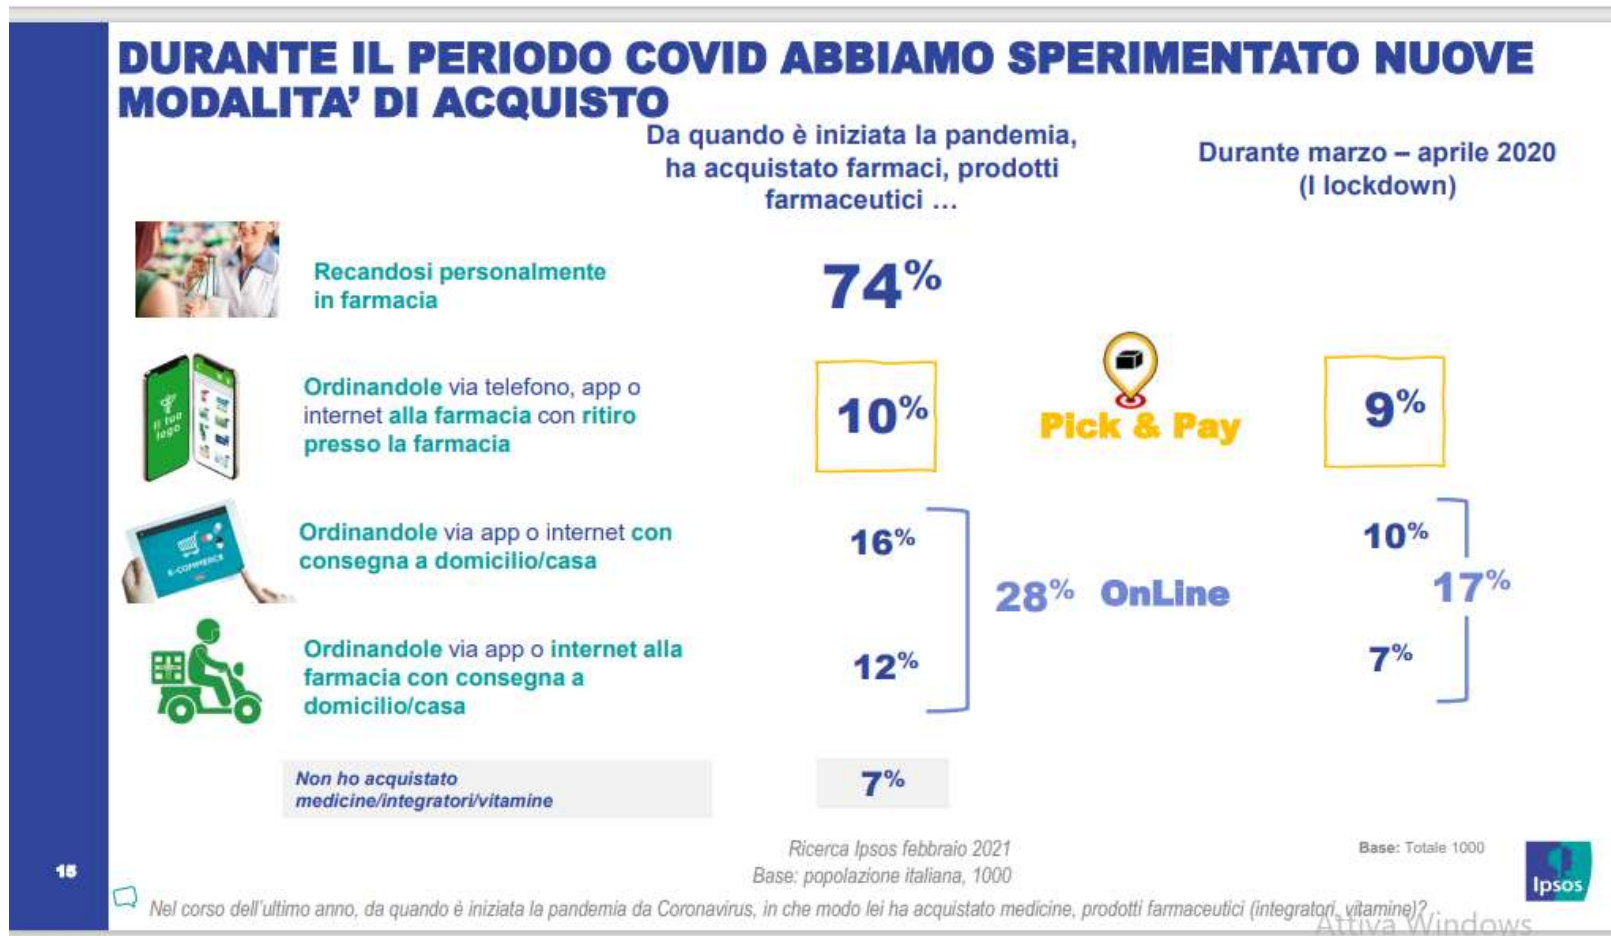 DURANTE IL PERIODO COVID ABBIAMO SPERIMENTATO NUOVE
MODALITA' DI ACQUISTO
Da quando è iniziata la pandemia,
ha acquistato farmaci, prodotti
farmaceutici ...
Durante marzo – aprile 2020
(I lockdown)
Recandosi personalmente
in farmacia
74%
Il tuo
logo
Ordinandole via telefono, app o
internet alla farmacia con ritiro
presso la farmacia
10%
Pick & Pay
9%
E-COMMERCE
Ordinandole via app o internet con
consegna a domicilio/casa
16%
10%
28% OnLine
17%
Ordinandole via app o internet alla
farmacia con consegna a
domicilio/casa
12%
7%
Non ho acquistato
medicine/integratori/vitamine
7%
Ricerca Ipsos febbraio 2021
Base: popolazione italiana, 1000
Base: Totale 1000
Ipsos
15
Nel corso dell'ultimo anno, da quando è iniziata la pandemia da Coronavirus, in che modo lei ha acquistato medicine, prodotti farmaceutici (integratori, vitamine)?
Attiva Windows